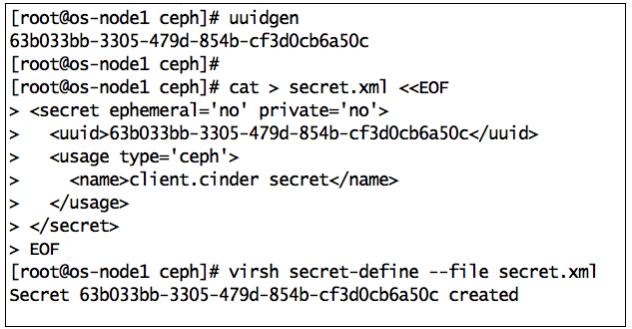 [root@os-node1 ceph]# uuidgen
63b033bb-3305-479d-854b-cf3d0cb6a50c
[root@os-node1 ceph]#
[root@os-node1 ceph]# cat > secret.xml <<EOF
> <secret ephemeral='no' private='no'>
>   <uuid>63b033bb-3305-479d-854b-cf3d0cb6a50c</uuid>
>   <usage type='ceph'>
>     <name>client.cinder secret</name>
>   </usage>
> </secret>
> EOF
[root@os-node1 ceph]# virsh secret-define --file secret.xml
Secret 63b033bb-3305-479d-854b-cf3d0cb6a50c created